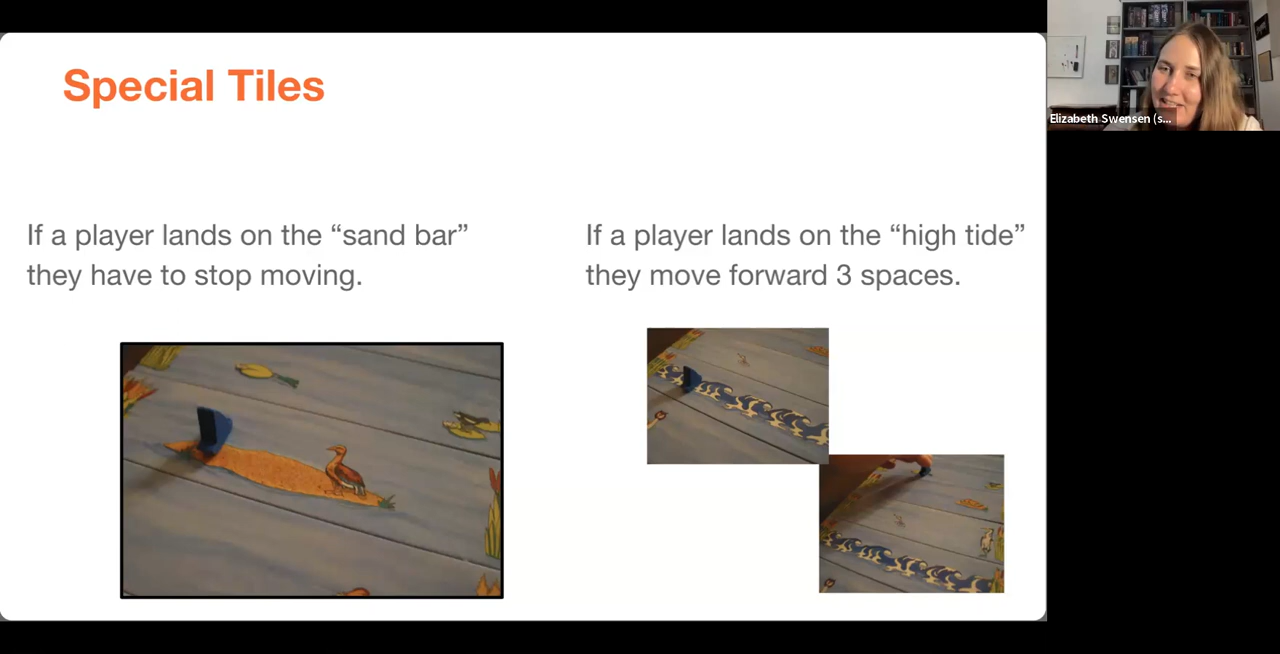 Special Tiles
If a player lands on the “sand bar”
they have to stop moving.
If a player lands on the “high tide”
they move forward 3 spaces.
Elizabeth Swensen (s...